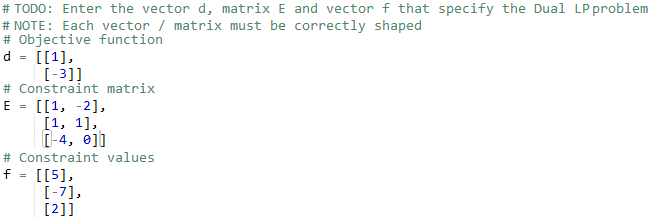 # TODO: Enter the vector d, matrix E and vector f that specify the Dual LP problem
# NOTE: Each vector / matrix must be correctly shaped
# Objective function
d = [[1],
[-3]]
# Constraint matrix
E = [[1, -2],
[1, 1],
[-4, 0]]
# Constraint values
f = [[5],
[-7],
[2]]